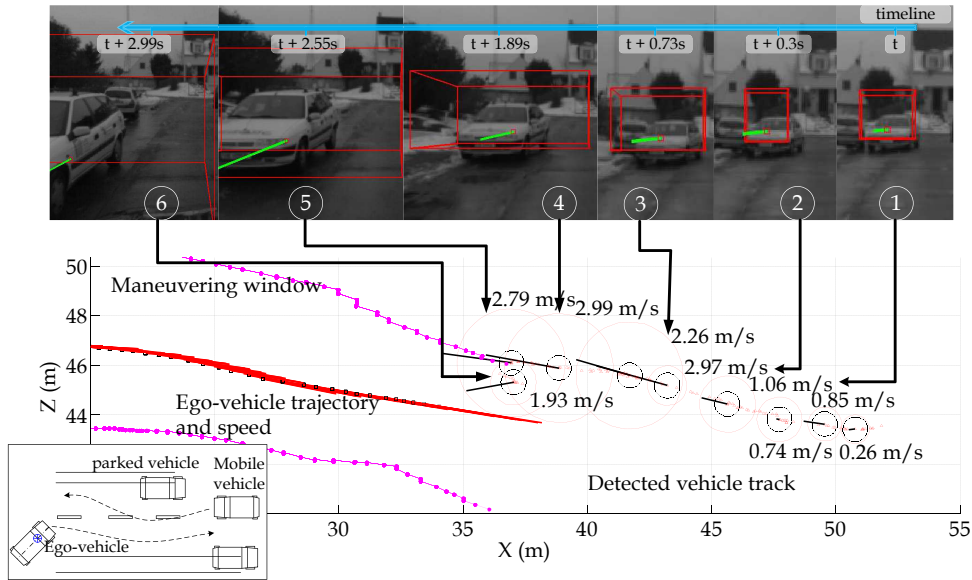 timeline
t + 2.99s
t + 2.55s
t + 1.89s
t + 0.73s
t + 0.3s
t
6
5
4
3
2
1
50
48
46
44
Z (m)
Maneuvering window
2.79 m/s
2.99 m/s
2.26 m/s
2.97 m/s
1.06 m/s
0.85 m/s
1.93 m/s
0.74 m/s
0.26 m/s
Ego-vehicle trajectory
and speed
Detected vehicle track
parked vehicle
Mobile
vehicle
Ego-vehicle
30
35
40
45
50
55
X (m)